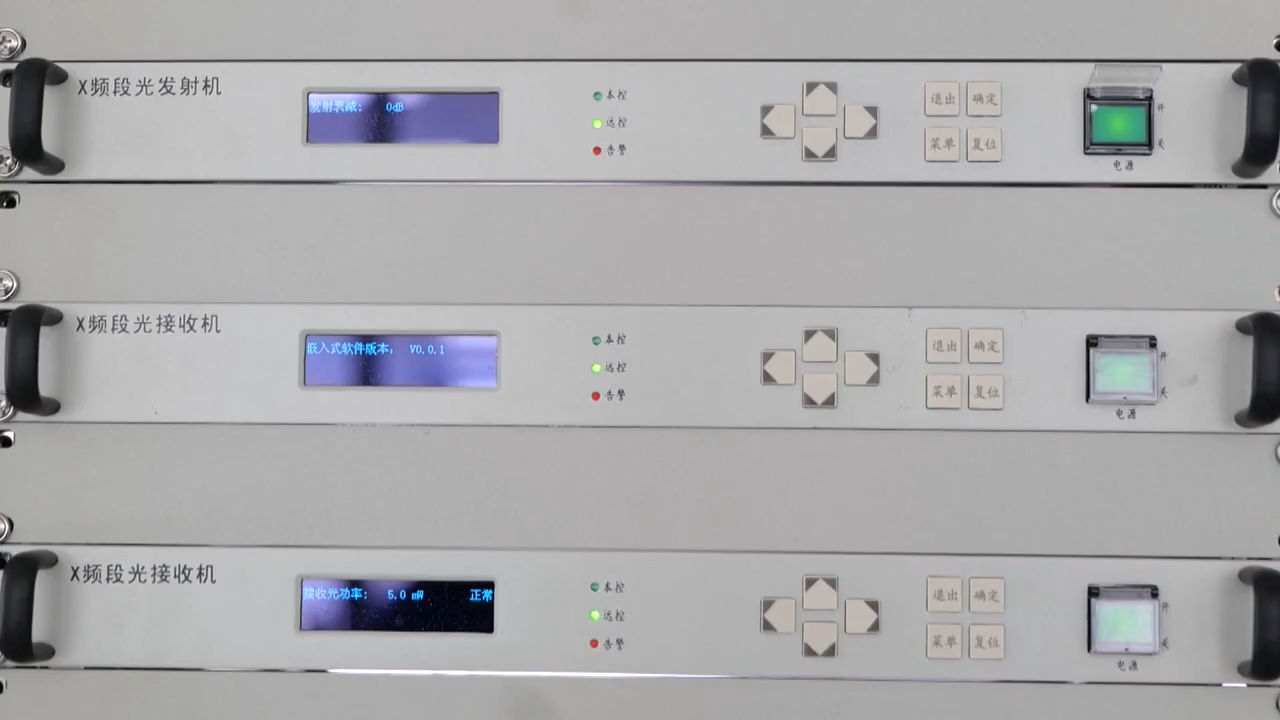 X频段光发射机
发射衰减: 0dB
本控
远控
告警
退出 确定
菜单 复位
开
关
电源
X频段光接收机
嵌入式软件版本: V0.0.1
本控
远控
告警
退出 确定
菜单 复位
开
关
电源
X频段光接收机
接收光功率: 5.0 mW 正常
本控
远控
告警
退出 确定
菜单 复位
开
关
电源